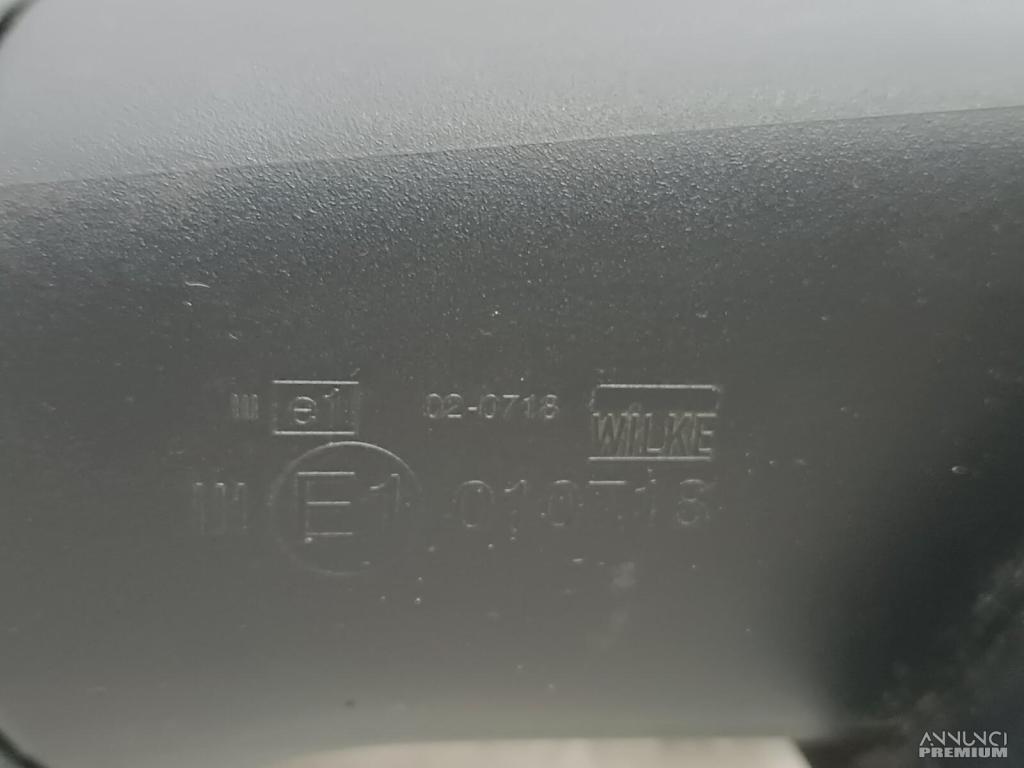 III e1 02-0718 WILKE
III E1 010718
ANNUNCI
PREMIUM